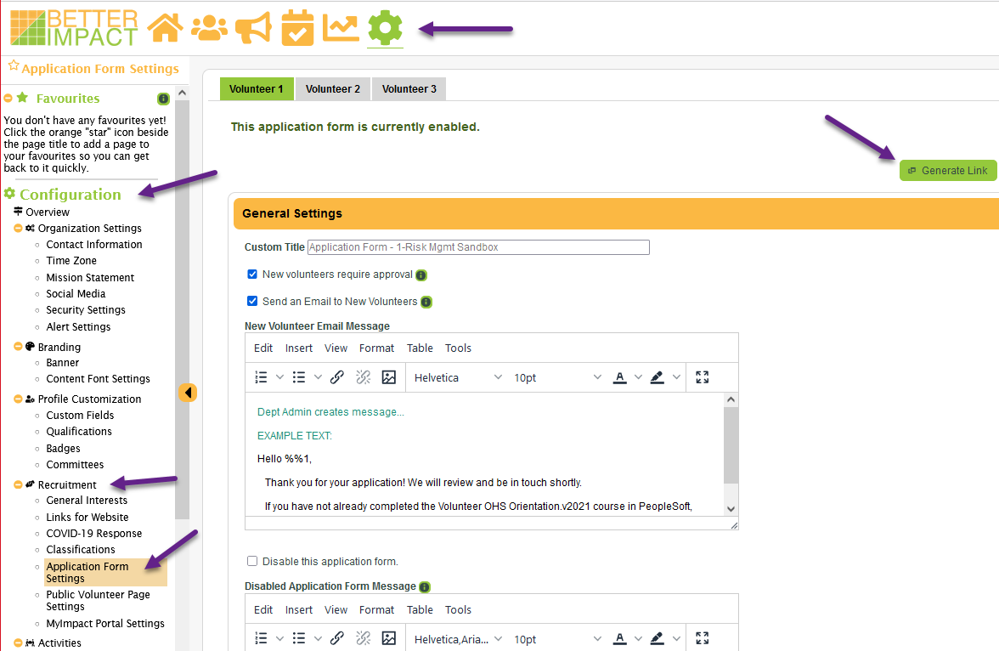 BETTER
IMPACT
Application Form Settings
Favourites
You don't have any favourites yet!
Click the orange "star" icon beside
the page title to add a page to
your favourites so you can get
back to it quickly.
Configuration
Overview
Organization Settings
Contact Information
Time Zone
Mission Statement
Social Media
Security Settings
Alert Settings
Branding
Banner
Content Font Settings
Profile Customization
Custom Fields
Qualifications
Badges
Committees
Recruitment
General Interests
Links for Website
COVID-19 Response
Classifications
Application Form
Settings
Public Volunteer Page
Settings
MyImpact Portal Settings
Activities
Volunteer 1 Volunteer 2 Volunteer 3
This application form is currently enabled.
Generate Link
General Settings
Custom Title Application Form - 1-Risk Mgmt Sandbox
New volunteers require approval
Send an Email to New Volunteers
New Volunteer Email Message
Edit Insert View Format Table Tools
Helvetica 10pt
Dept Admin creates message...
EXAMPLE TEXT:
Hello %%1,
Thank you for your application! We will review and be in touch shortly.
If you have not already completed the Volunteer OHS Orientation.v2021 course in PeopleSoft,
Disable this application form.
Disabled Application Form Message
Edit Insert View Format Table Tools
Helvetica,Aria... 10pt